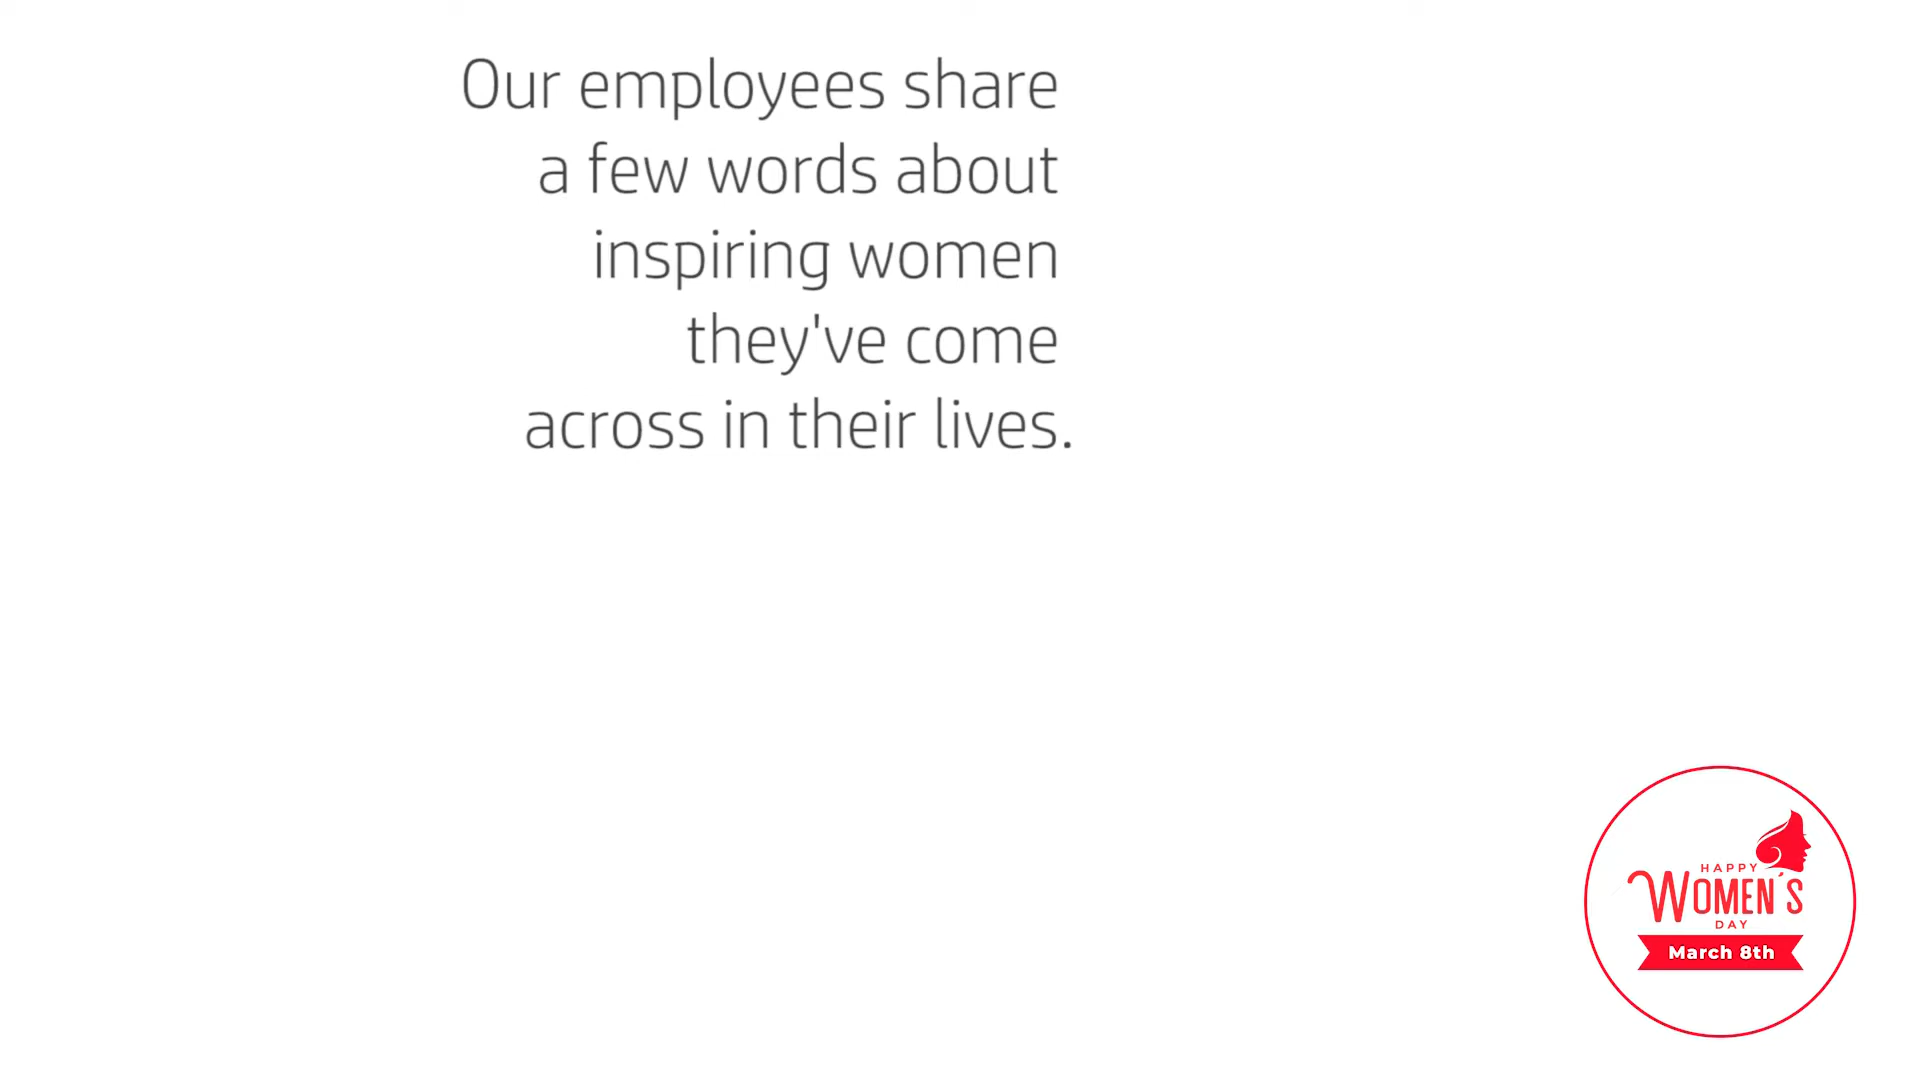 Our employees share
a few words about
inspiring women
they've come
across in their lives.
HAPPY
WOMEN'S
DAY
March 8th